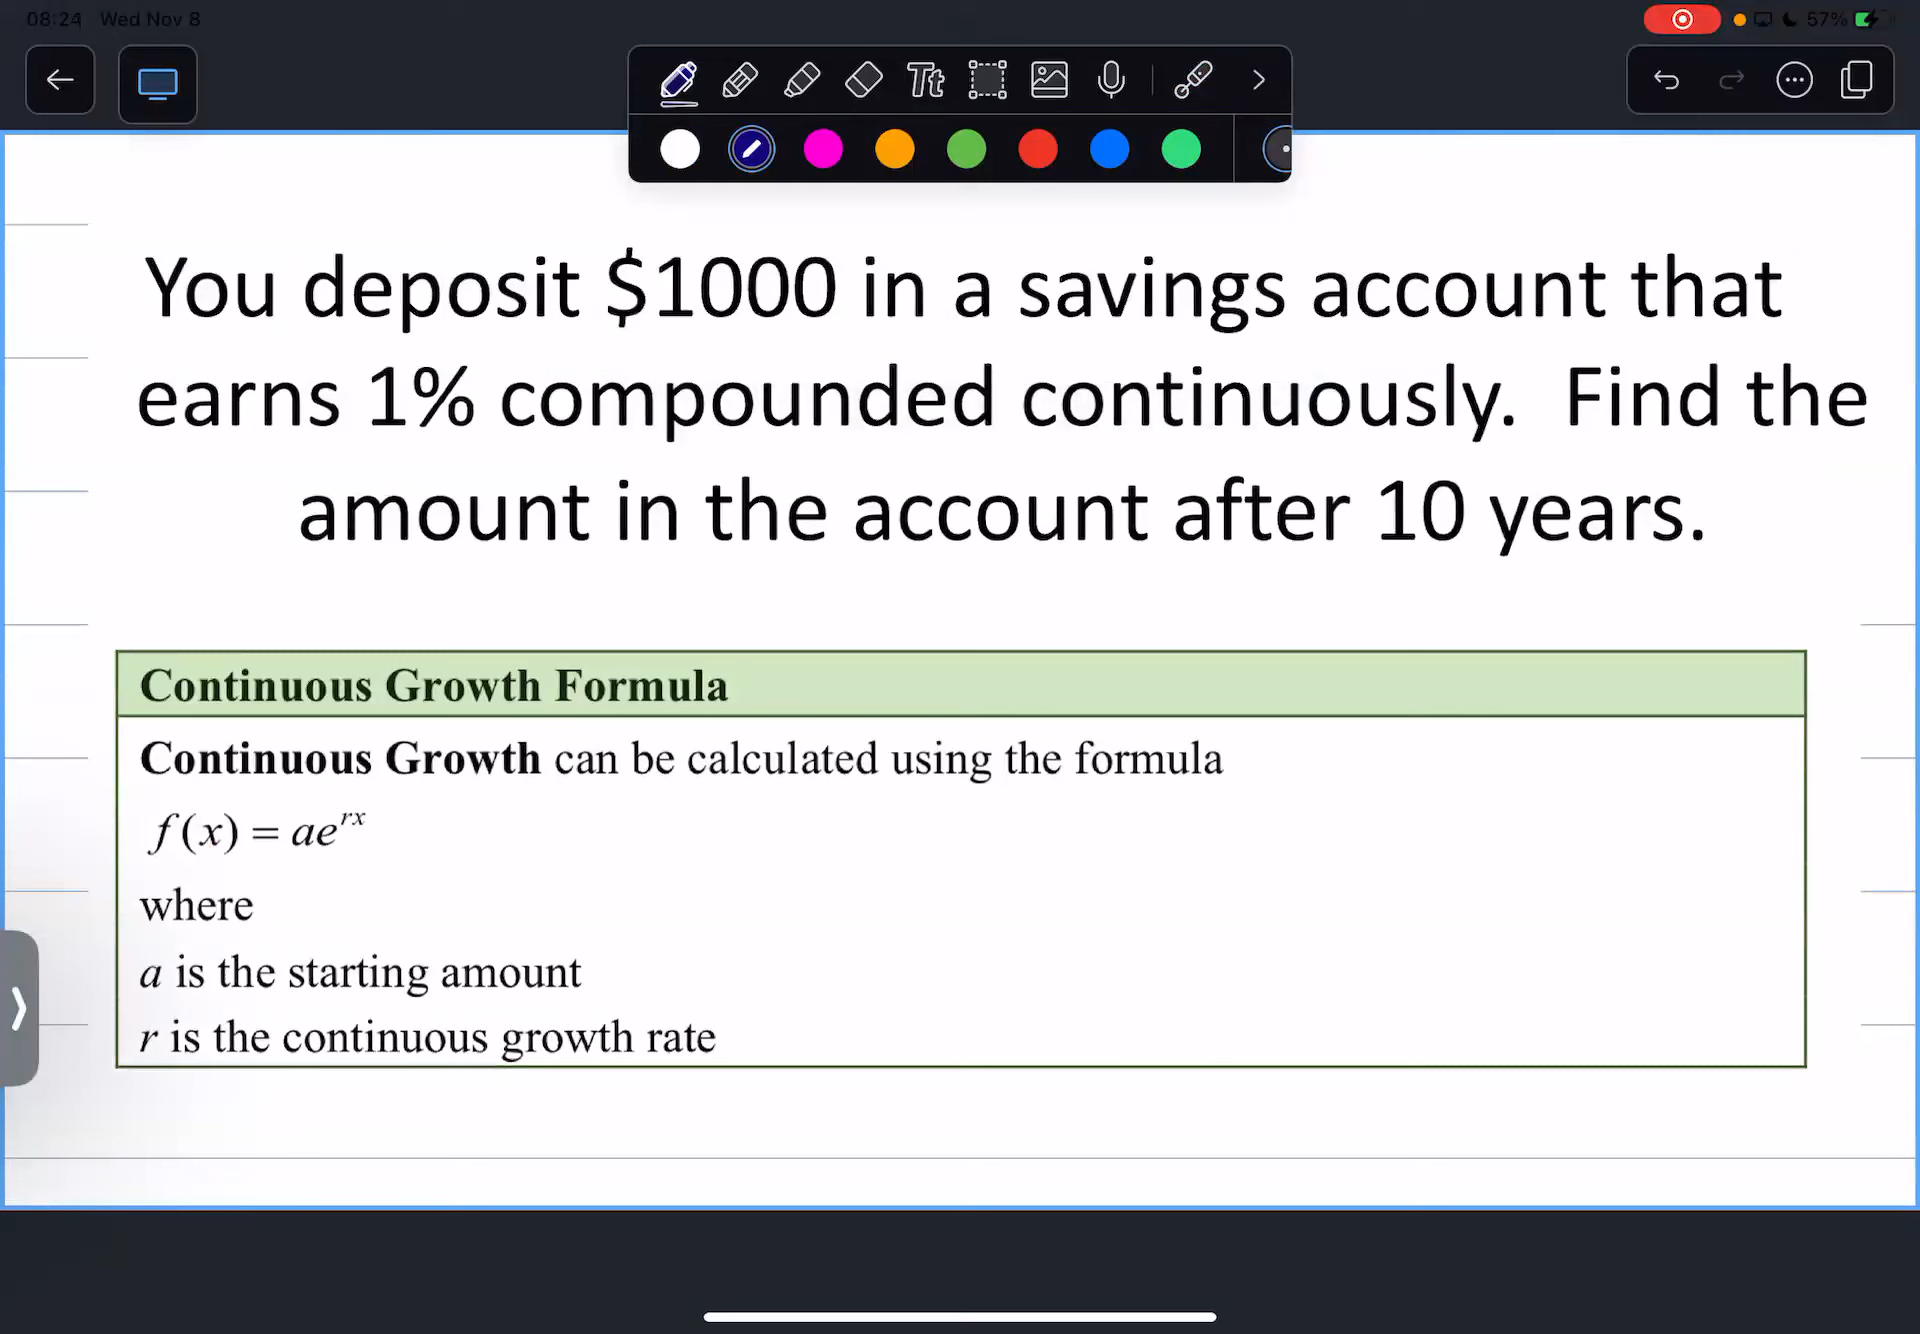 08:24 Wed Nov 8
57%
Tt
You deposit $1000 in a savings account that
earns 1% compounded continuously. Find the
amount in the account after 10 years.
Continuous Growth Formula
Continuous Growth can be calculated using the formula
f(x) = ae^{rx}
where
a is the starting amount
r is the continuous growth rate